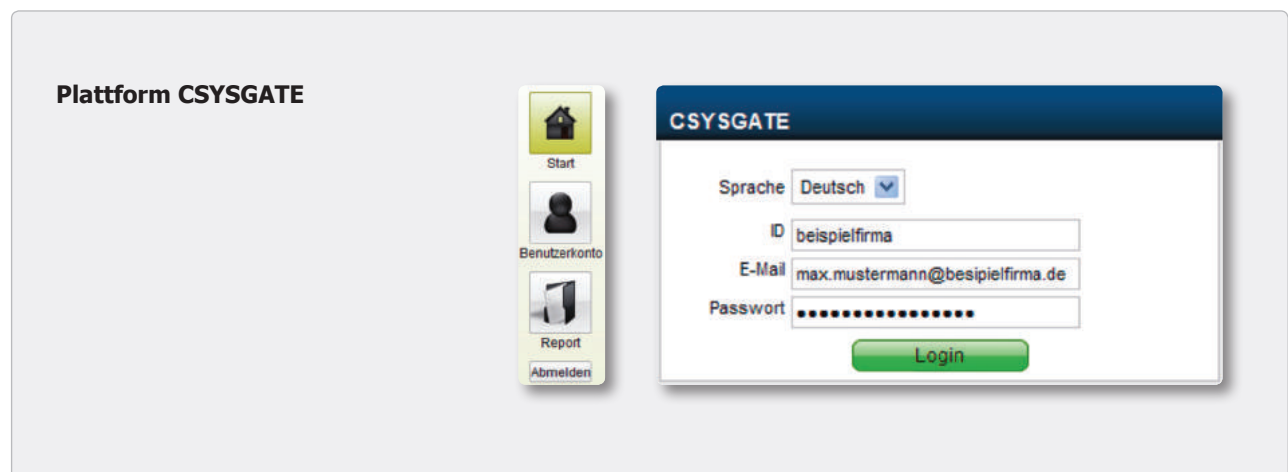 Plattform CSYSGATE
Start
Benutzerkonto
Report
Abmelden
CSYSGATE
Sprache Deutsch
ID beispielfirma
E-Mail max.mustermann@besipielfirma.de
Passwort ••••••••••••••••
Login